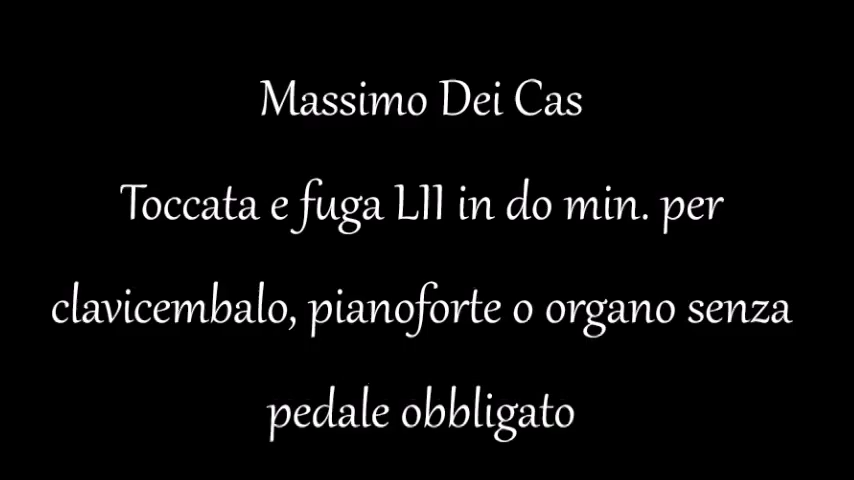 Massimo Dei Cas
Toccata e fuga LII in do min. per
clavicembalo, pianoforte o organo senza
pedale obbligato